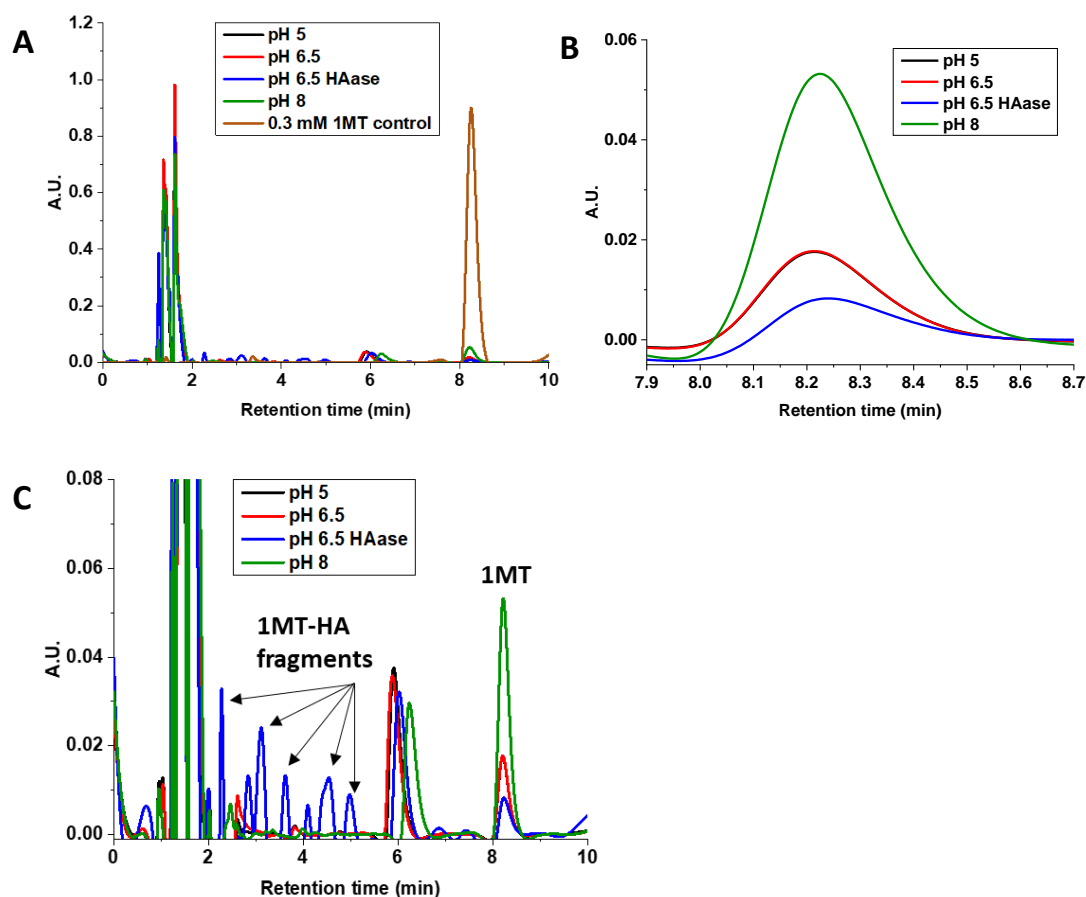 A
1.2
1.0
0.8
0.6
0.4
0.2
0.0
A.U.
pH 5
pH 6.5
pH 6.5 HAase
pH 8
0.3 mM 1MT control
0 2 4 6 8 10
Retention time (min)
B
0.06
0.04
0.02
0.00
A.U.
pH 5
pH 6.5
pH 6.5 HAase
pH 8
7.9 8.0 8.1 8.2 8.3 8.4 8.5 8.6 8.7
Retention time (min)
C
0.08
0.06
0.04
0.02
0.00
A.U.
pH 5
pH 6.5
pH 6.5 HAase
pH 8
1MT
1MT-HA
fragments
0 2 4 6 8 10
Retention time (min)